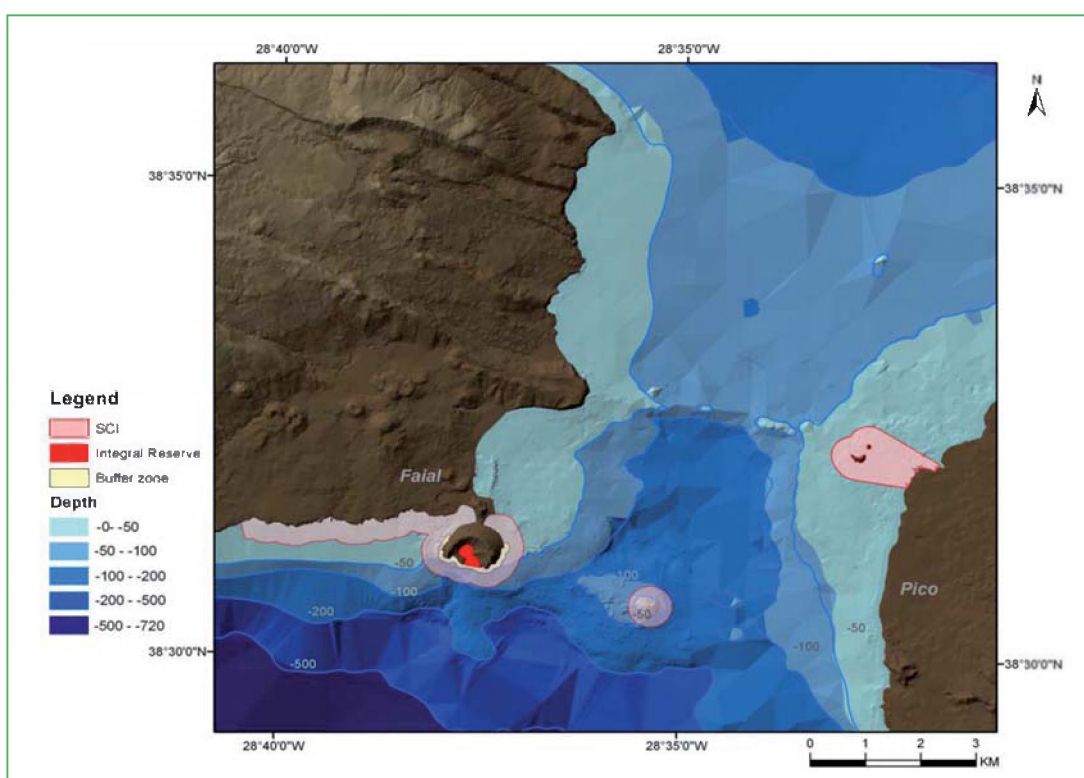 28°40'0"W
28°35'0"W
N
38°35'0"N
38°35'0"N
Legend
SCI
Integral Reserve
Buffer zone
Depth
-0- -50
-50 - -100
-100 - -200
-200 - -500
-500 - -720
Faial
Pico
-50
-100
-200
-500
-100
-50
-50
-100
38°30'0"N
38°30'0"N
28°40'0"W
28°35'0"W
0 1 2 3
KM